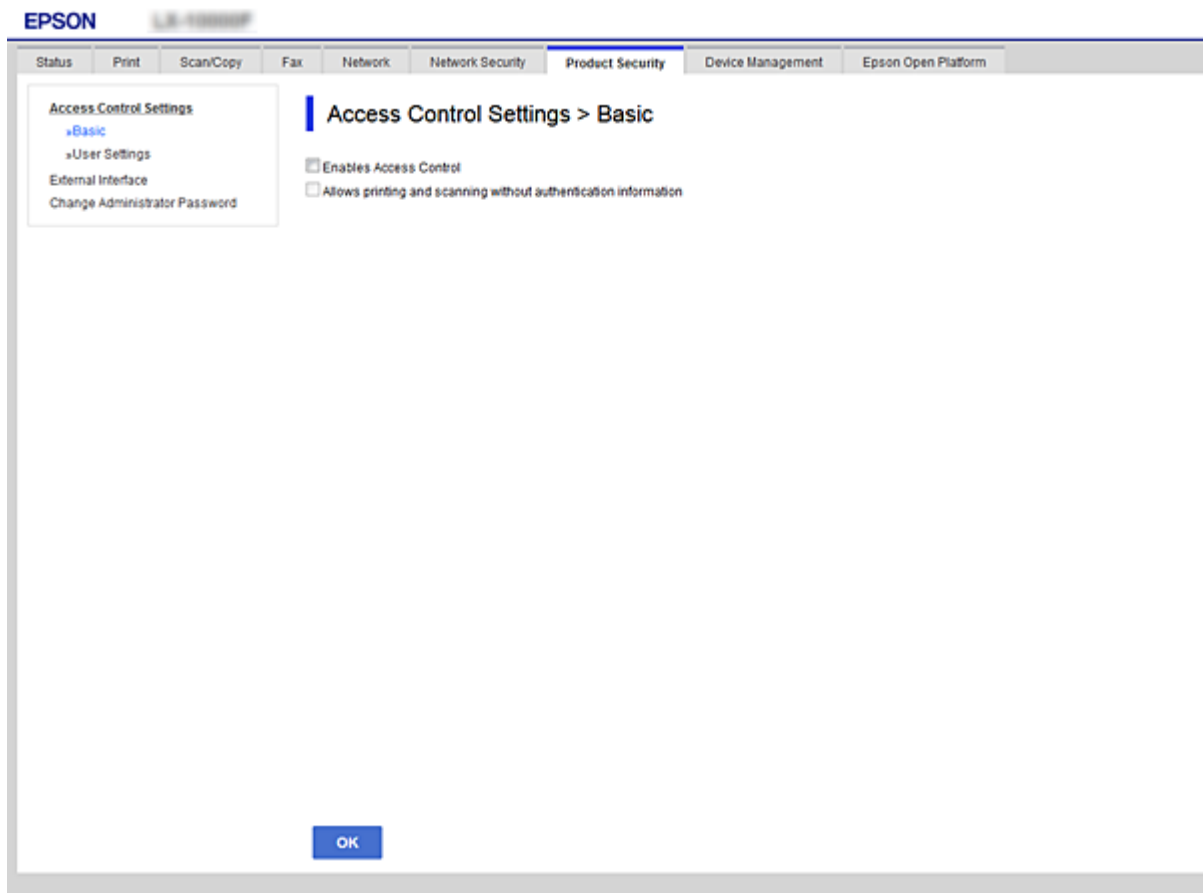 EPSON
Status Print Scan/Copy Fax Network Network Security Product Security Device Management Epson Open Platform
Access Control Settings
»Basic
»User Settings
External Interface
Change Administrator Password
Access Control Settings > Basic
Enables Access Control
Allows printing and scanning without authentication information
OK